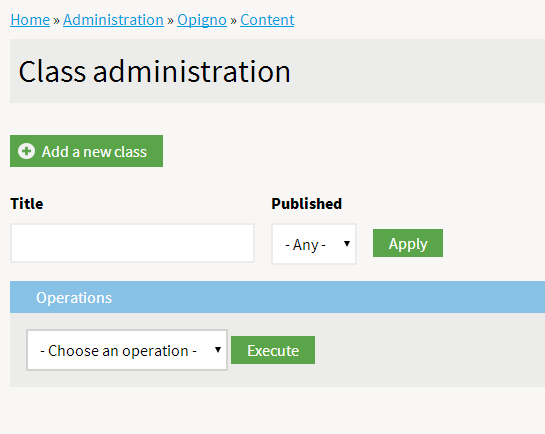 Home » Administration » Opigno » Content
Class administration
Add a new class
Title Published
- Any - Apply
Operations
- Choose an operation - Execute